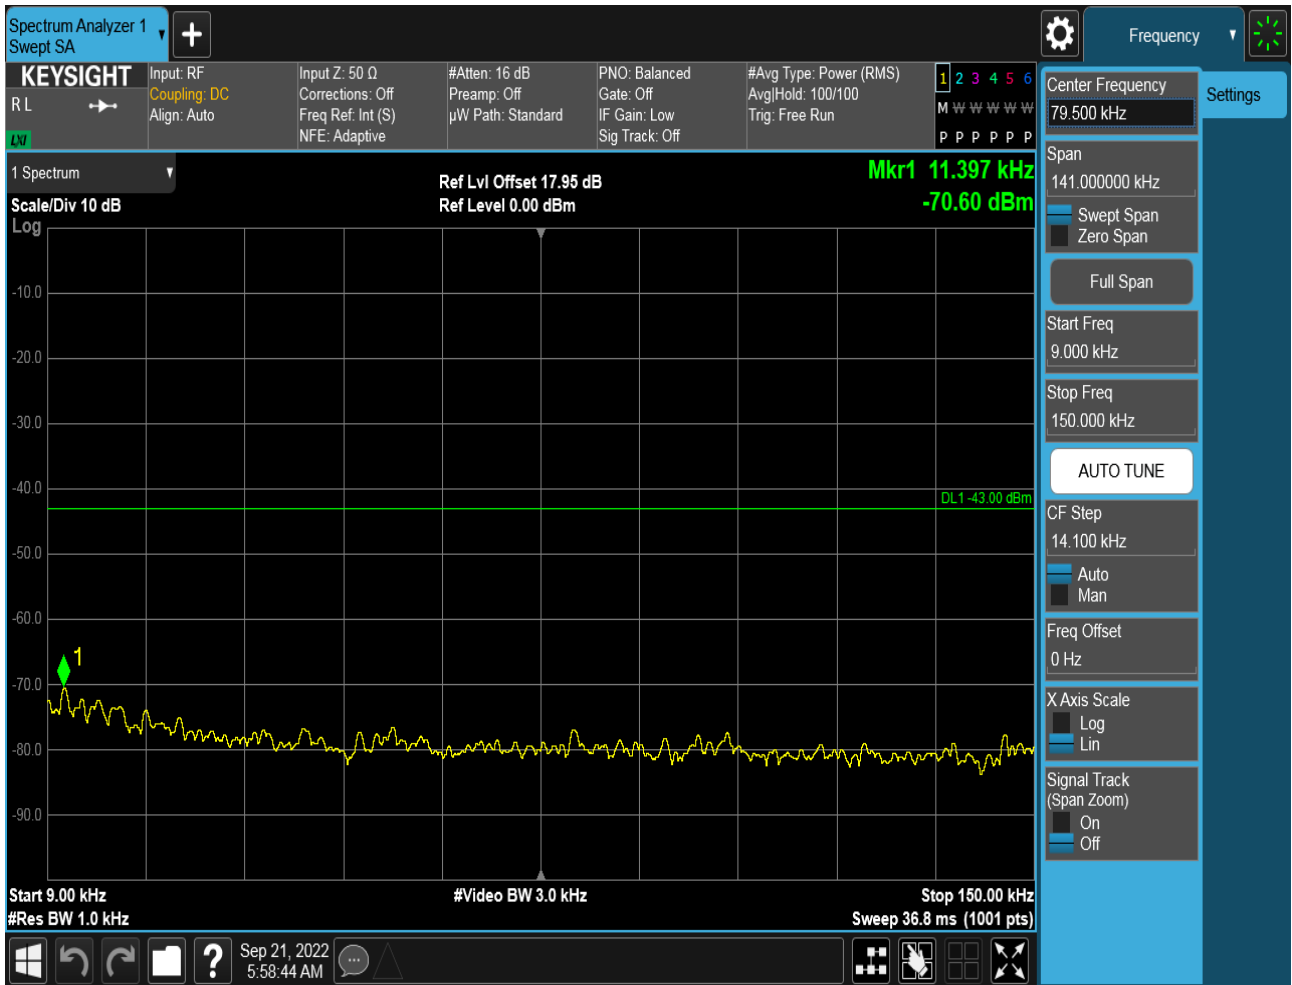 Spectrum Analyzer 1
Swept SA
Frequency
KEYSIGHT
R L
LXI
Input: RF
Coupling: DC
Align: Auto
Input Z: 50 Ω
Corrections: Off
Freq Ref: Int (S)
NFE: Adaptive
#Atten: 16 dB
Preamp: Off
µW Path: Standard
PNO: Balanced
Gate: Off
IF Gain: Low
Sig Track: Off
#Avg Type: Power (RMS)
Avg|Hold: 100/100
Trig: Free Run
1 2 3 4 5 6
M W W W W W
P P P P P P
1 Spectrum
Scale/Div 10 dB
Log
Ref Lvl Offset 17.95 dB
Ref Level 0.00 dBm
Mkr1 11.397 kHz
-70.60 dBm
-10.0
-20.0
-30.0
-40.0
DL1 -43.00 dBm
-50.0
-60.0
1
-70.0
-80.0
-90.0
Start 9.00 kHz
#Video BW 3.0 kHz
Stop 150.00 kHz
#Res BW 1.0 kHz
Sweep 36.8 ms (1001 pts)
?
Sep 21, 2022
5:58:44 AM
Center Frequency
79.500 kHz
Settings
Span
141.000000 kHz
Swept Span
Zero Span
Full Span
Start Freq
9.000 kHz
Stop Freq
150.000 kHz
AUTO TUNE
CF Step
14.100 kHz
Auto
Man
Freq Offset
0 Hz
X Axis Scale
Log
Lin
Signal Track
(Span Zoom)
On
Off